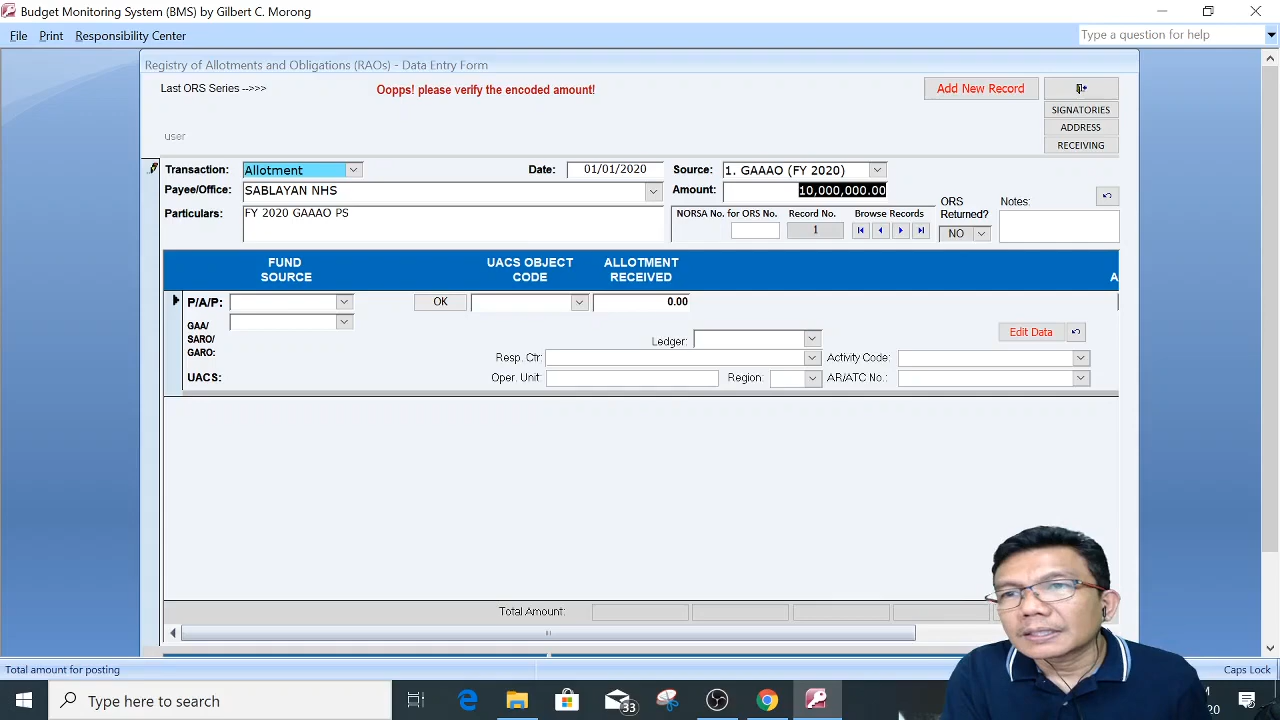 Budget Monitoring System (BMS) by Gilbert C. Morong
File Print Responsibility Center
Type a question for help
Registry of Allotments and Obligations (RAOs) - Data Entry Form
Last ORS Series -->>>
Oopps! please verify the encoded amount!
Add New Record
SIGNATORIES
ADDRESS
RECEIVING
user
Transaction: Allotment Date: 01/01/2020 Source: 1. GAAAO (FY 2020)
Payee/Office: SABLAYAN NHS Amount: 10,000,000.00
Particulars: FY 2020 GAAAO PS
NORSA No. for ORS No. Record No. Browse Records
1
ORS
Returned?
NO
Notes:
FUND
SOURCE
UACS OBJECT
CODE
ALLOTMENT
RECEIVED
A
P/A/P: OK 0.00
GAA/
SARO/
GARO:
Ledger: Edit Data
Resp. Ctr: Activity Code:
UACS: Oper. Unit: Region: AR/ATC No.:
Total Amount:
Total amount for posting
Caps Lock
Type here to search
33
20